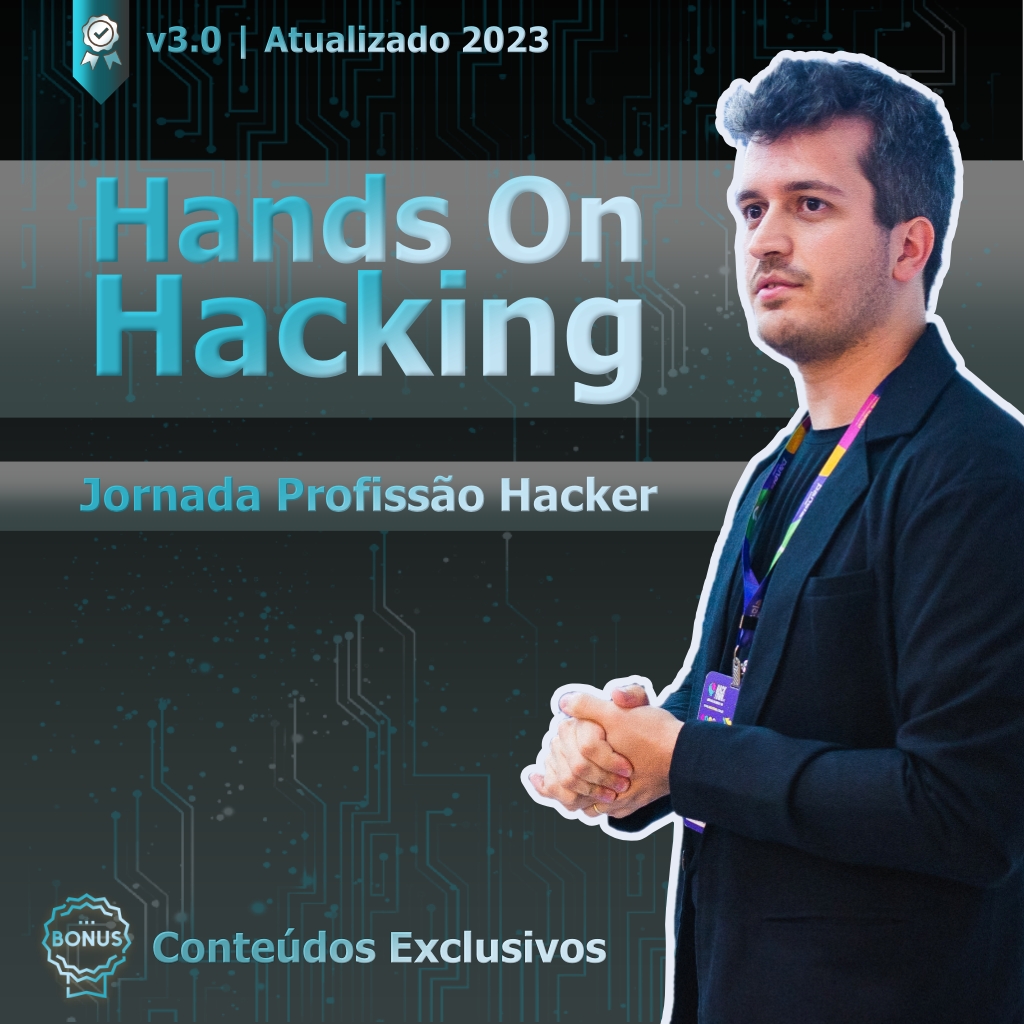 v3.0 | Atualizado 2023
Hands On
Hacking
Jornada Profissão Hacker
BONUS
Conteúdos Exclusivos